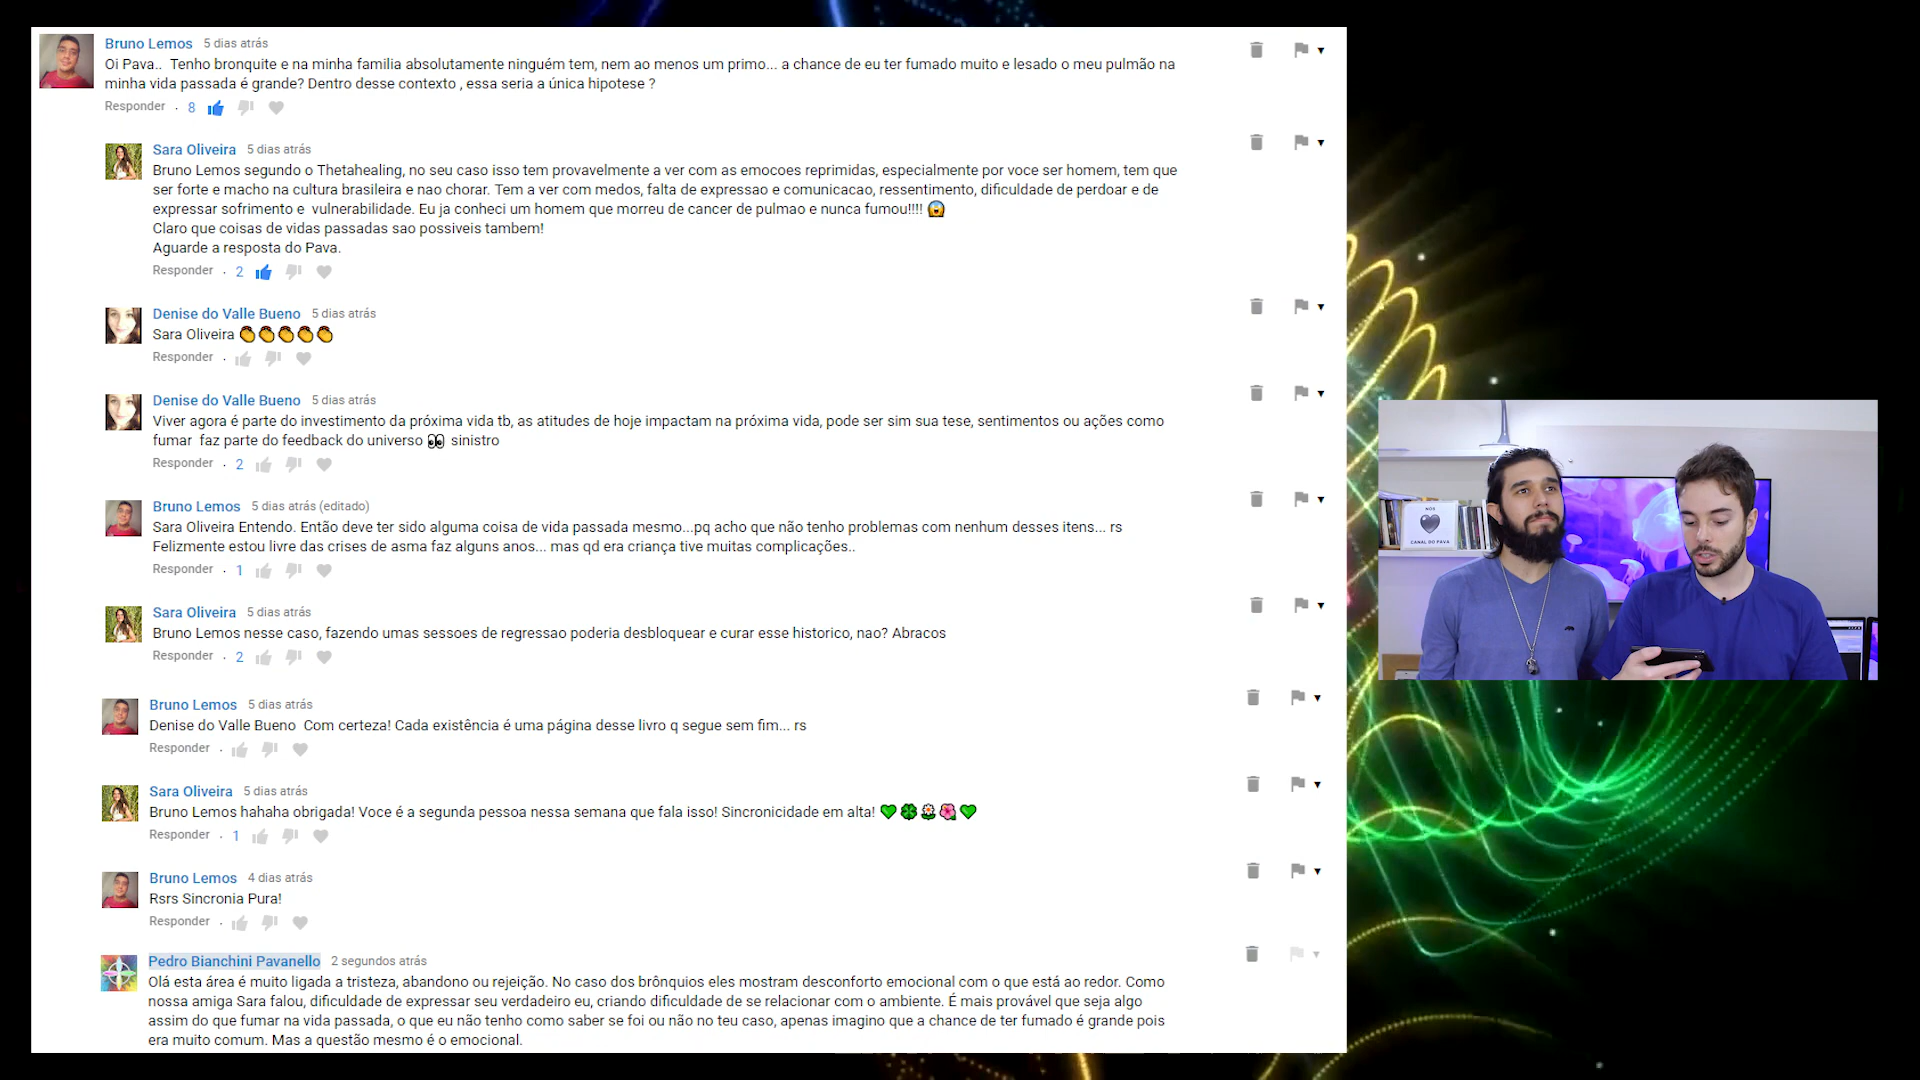 Bruno Lemos 5 dias atrás
Oi Pava.. Tenho bronquite e na minha familia absolutamente ninguém tem, nem ao menos um primo... a chance de eu ter fumado muito e lesado o meu pulmão na
minha vida passada é grande? Dentro desse contexto , essa seria a única hipotese ?
Responder · 8
Sara Oliveira 5 dias atrás
Bruno Lemos segundo o Thetahealing, no seu caso isso tem provavelmente a ver com as emocoes reprimidas, especialmente por voce ser homem, tem que
ser forte e macho na cultura brasileira e nao chorar. Tem a ver com medos, falta de expressao e comunicacao, ressentimento, dificuldade de perdoar e de
expressar sofrimento e vulnerabilidade. Eu ja conheci um homem que morreu de cancer de pulmao e nunca fumou!!!! 😱
Claro que coisas de vidas passadas sao possiveis tambem!
Aguarde a resposta do Pava.
Responder · 2
Denise do Valle Bueno 5 dias atrás
Sara Oliveira 👏👏👏👏👏
Responder ·
Denise do Valle Bueno 5 dias atrás
Viver agora é parte do investimento da próxima vida tb, as atitudes de hoje impactam na próxima vida, pode ser sim sua tese, sentimentos ou ações como
fumar faz parte do feedback do universo 👀 sinistro
Responder · 2
Bruno Lemos 5 dias atrás (editado)
Sara Oliveira Entendo. Então deve ter sido alguma coisa de vida passada mesmo...pq acho que não tenho problemas com nenhum desses itens... rs
Felizmente estou livre das crises de asma faz alguns anos... mas qd era criança tive muitas complicações..
Responder · 1
Sara Oliveira 5 dias atrás
Bruno Lemos nesse caso, fazendo umas sessoes de regressao poderia desbloquear e curar esse historico, nao? Abracos
Responder · 2
Bruno Lemos 5 dias atrás
Denise do Valle Bueno Com certeza! Cada existência é uma página desse livro q segue sem fim... rs
Responder ·
Sara Oliveira 5 dias atrás
Bruno Lemos hahaha obrigada! Voce é a segunda pessoa nessa semana que fala isso! Sincronicidade em alta! 💚🍀🌼🌺💚
Responder · 1
Bruno Lemos 4 dias atrás
Rsrs Sincronia Pura!
Responder ·
Pedro Bianchini Pavanello 2 segundos atrás
Olá esta área é muito ligada a tristeza, abandono ou rejeição. No caso dos brônquios eles mostram desconforto emocional com o que está ao redor. Como
nossa amiga Sara falou, dificuldade de expressar seu verdadeiro eu, criando dificuldade de se relacionar com o ambiente. É mais provável que seja algo
assim do que fumar na vida passada, o que eu não tenho como saber se foi ou não no teu caso, apenas imagino que a chance de ter fumado é grande pois
era muito comum. Mas a questão mesmo é o emocional.
NÓS
CANAL DO PAVA